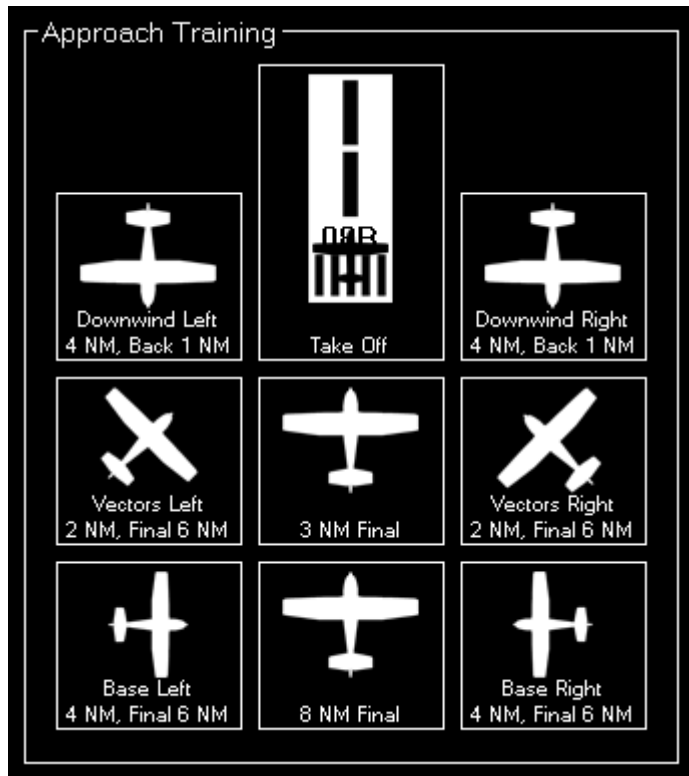 Approach Training
Take Off
Downwind Left
4 NM, Back 1 NM
Downwind Right
4 NM, Back 1 NM
Vectors Left
2 NM, Final 6 NM
3 NM Final
Vectors Right
2 NM, Final 6 NM
Base Left
4 NM, Final 6 NM
8 NM Final
Base Right
4 NM, Final 6 NM